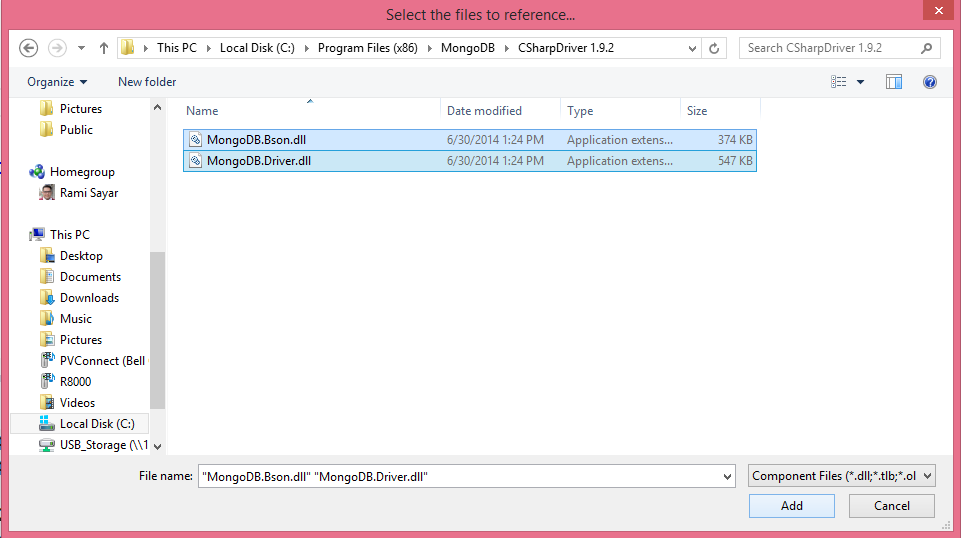 Select the files to reference...
This PC Local Disk (C:) Program Files (x86) MongoDB CSharpDriver 1.9.2 Search CSharpDriver 1.9.2
Organize New folder
Pictures
Public
Homegroup
Rami Sayar
This PC
Desktop
Documents
Downloads
Music
Pictures
PVConnect (Bell
R8000
Videos
Local Disk (C:)
USB_Storage (\\1
Name Date modified Type Size
MongoDB.Bson.dll 6/30/2014 1:24 PM Application extens... 374 KB
MongoDB.Driver.dll 6/30/2014 1:24 PM Application extens... 547 KB
File name: "MongoDB.Bson.dll" "MongoDB.Driver.dll" Component Files (*.dll;*.tlb;*.ol
Add Cancel